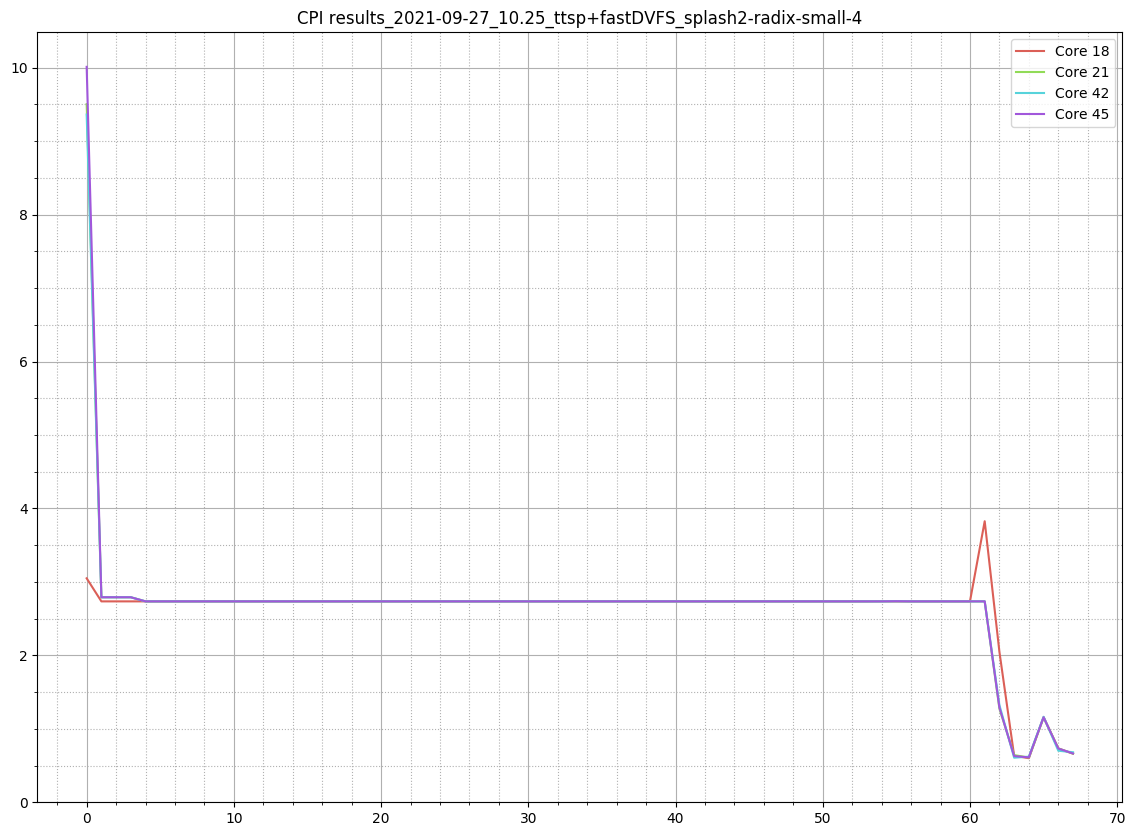 CPI results_2021-09-27_10.25_ttsp+fastDVFS_splash2-radix-small-4
Core 18
Core 21
Core 42
Core 45
10
8
6
4
2
0
0 10 20 30 40 50 60 70